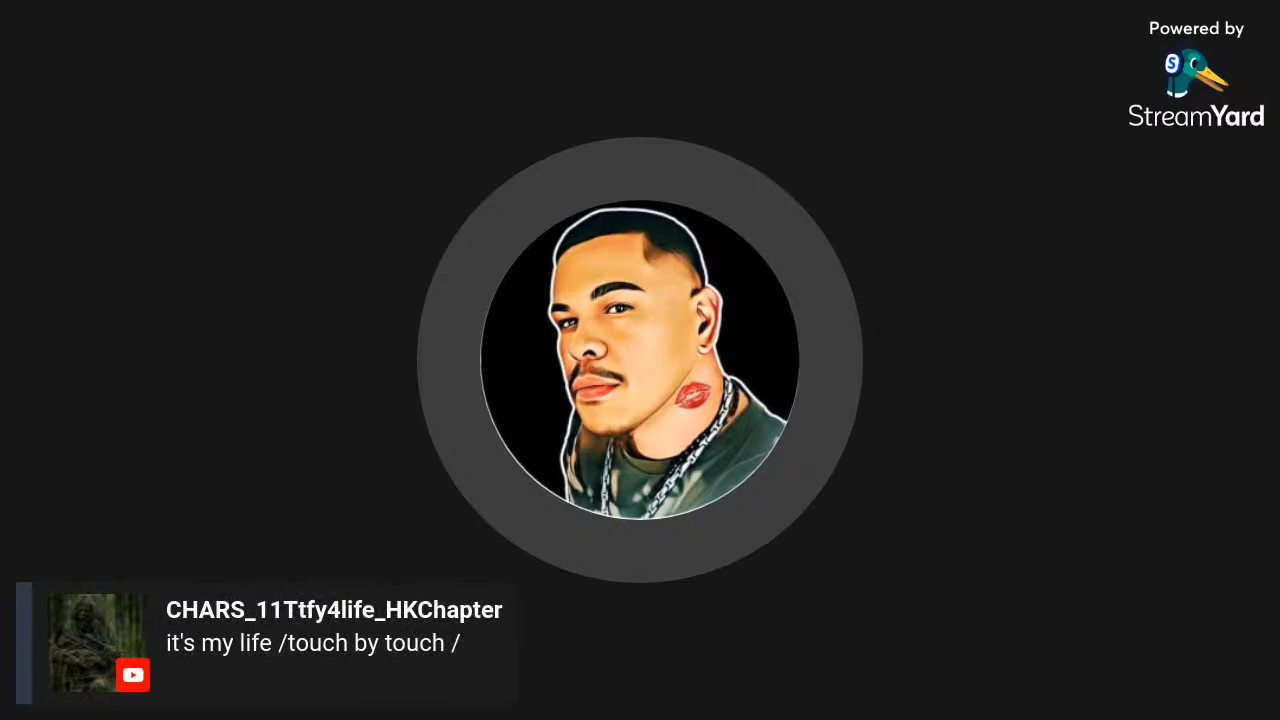 Powered by
S
StreamYard
CHARS_11Ttfy4life_HKChapter
it's my life /touch by touch /